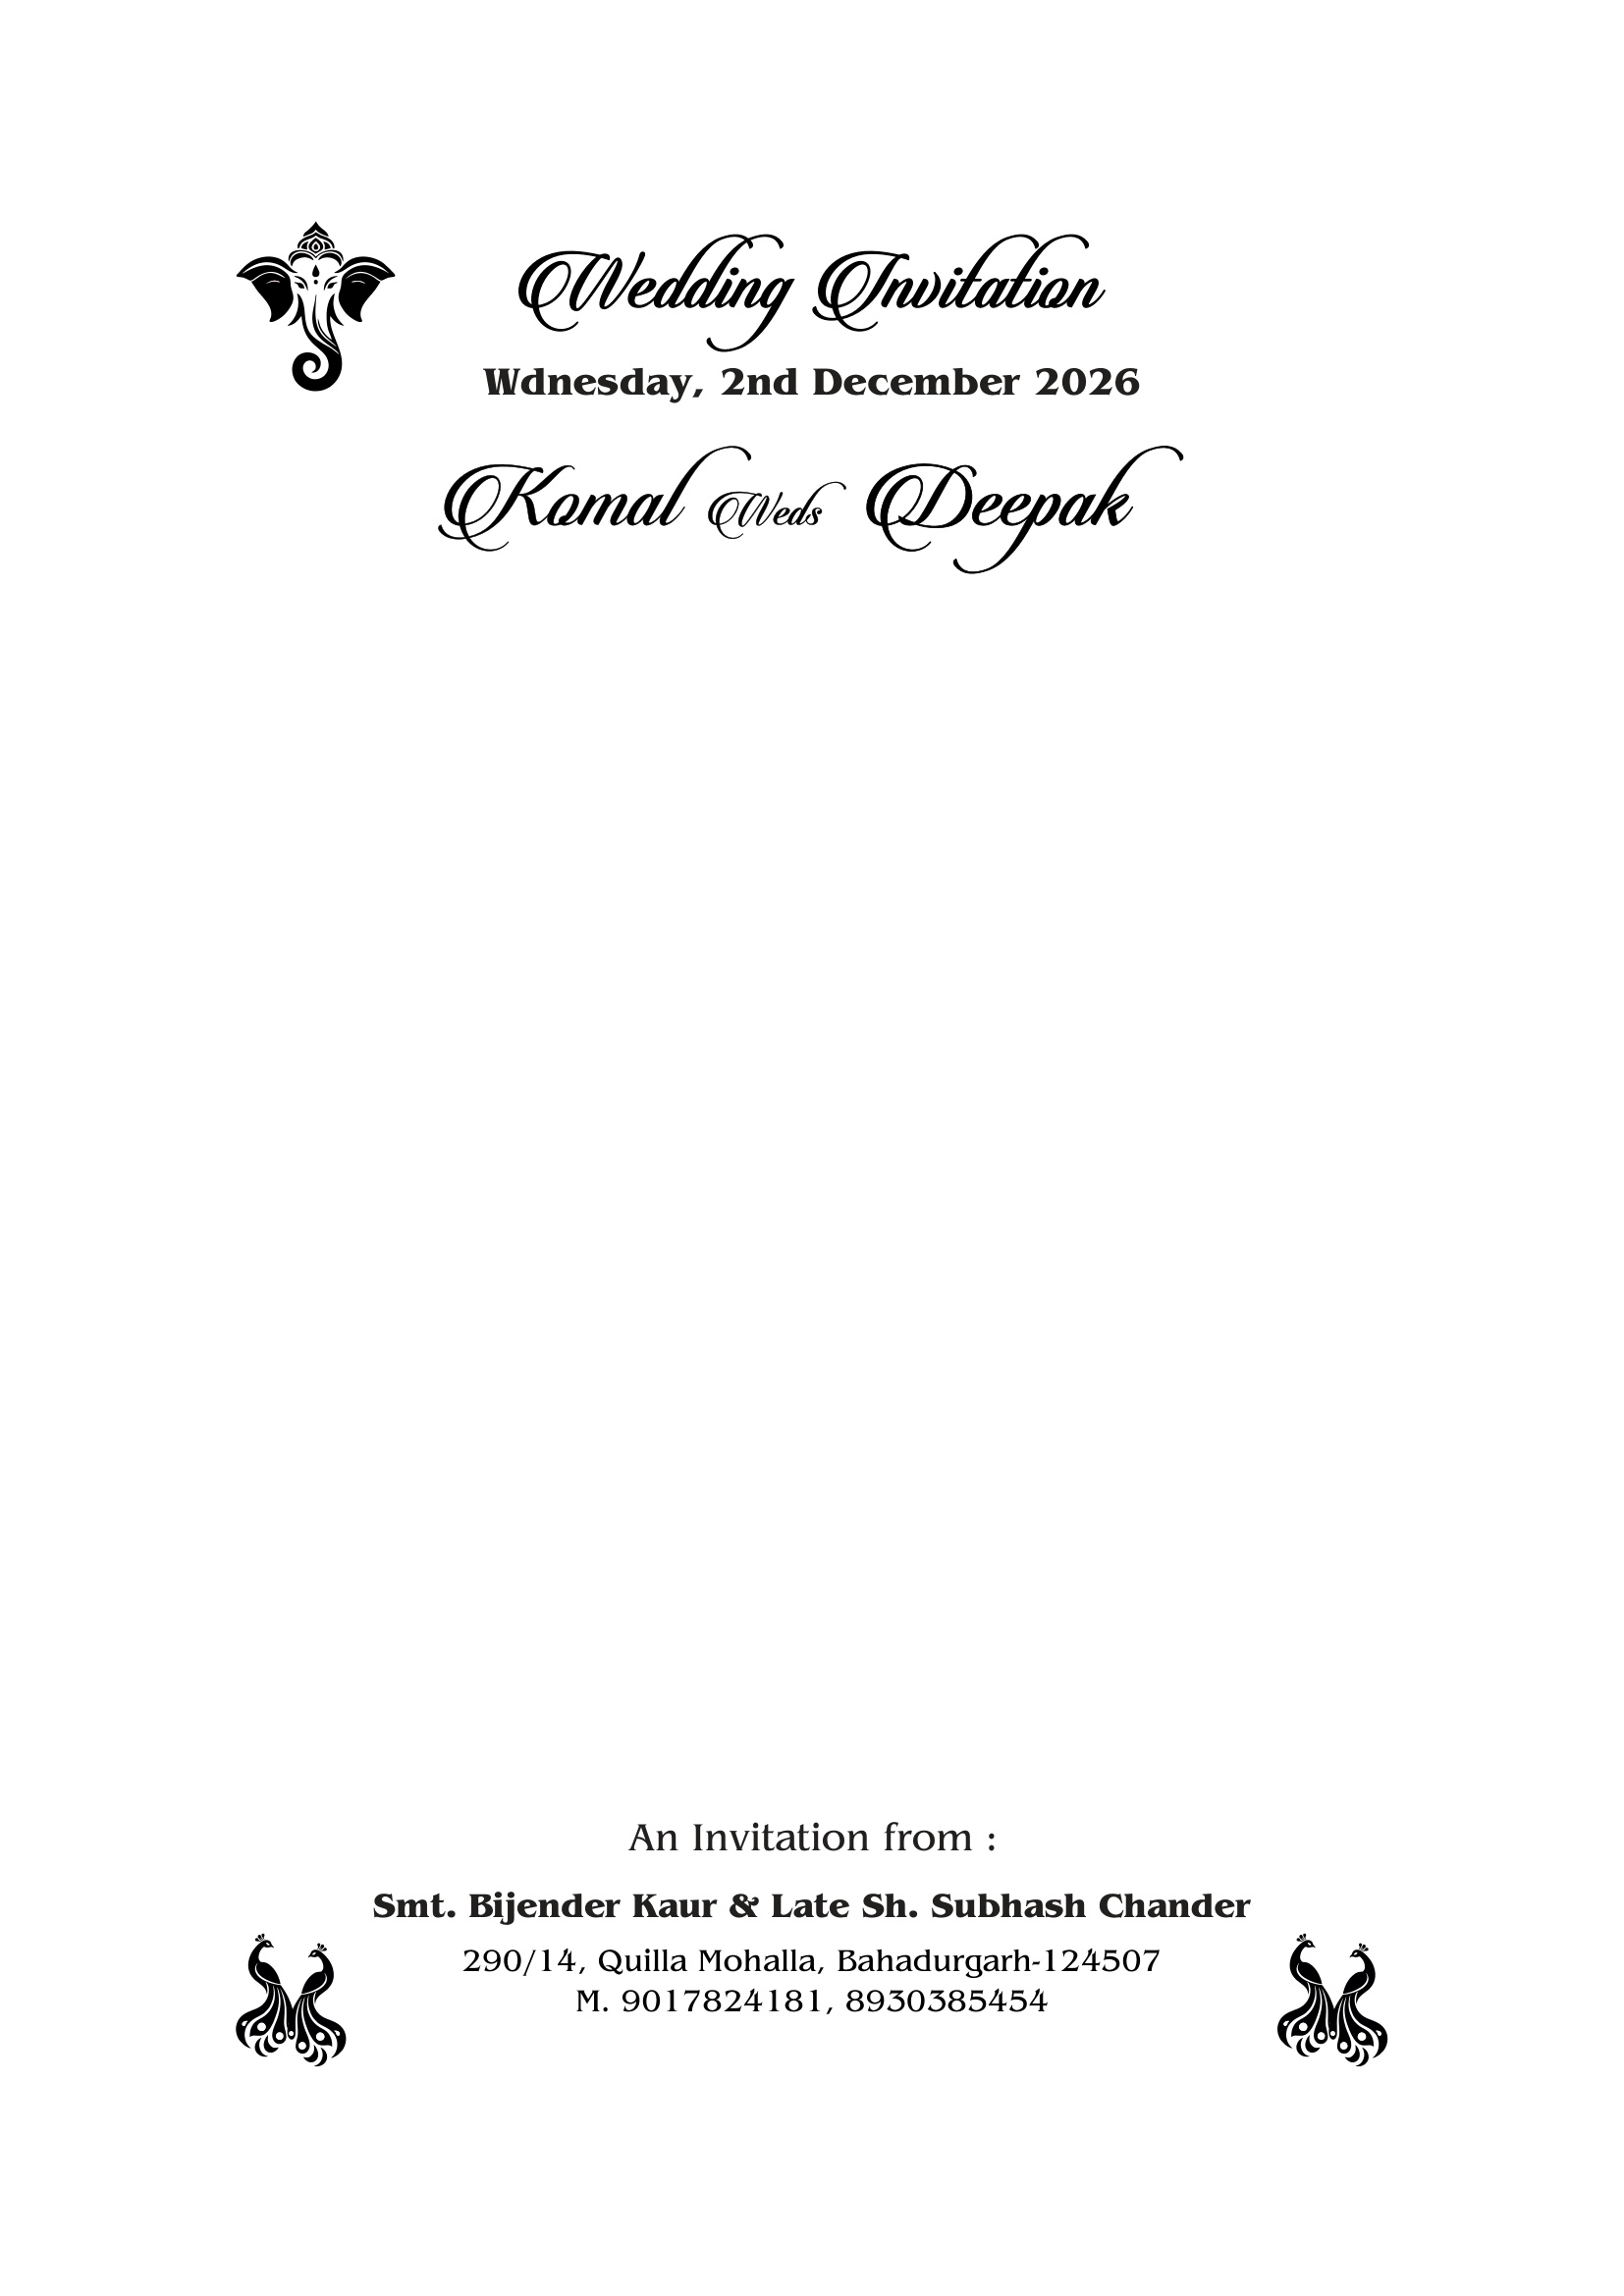 Wedding Invitation
Wdnesday, 2nd December 2026
Komal Weds Deepak
An Invitation from :
Smt. Bijender Kaur & Late Sh. Subhash Chander
290/14, Quilla Mohalla, Bahadurgarh-124507
M. 9017824181, 8930385454